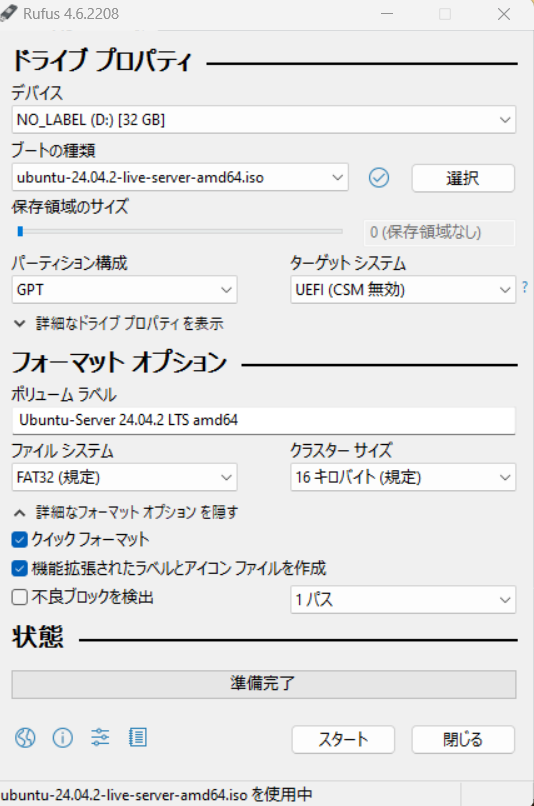 Rufus 4.6.2208
ドライブ プロパティ
デバイス
NO_LABEL (D:) [32 GB]
ブートの種類
ubuntu-24.04.2-live-server-amd64.iso
選択
保存領域のサイズ
0 (保存領域なし)
パーティション構成
ターゲット システム
GPT
UEFI (CSM 無効)
?
詳細なドライブ プロパティを表示
フォーマット オプション
ボリューム ラベル
Ubuntu-Server 24.04.2 LTS amd64
ファイル システム
クラスター サイズ
FAT32 (規定)
16 キロバイト (規定)
詳細なフォーマット オプション を隠す
クイック フォーマット
機能拡張されたラベルとアイコン ファイルを作成
不良ブロックを検出
1 パス
状態
準備完了
スタート
閉じる
ubuntu-24.04.2-live-server-amd64.iso を使用中